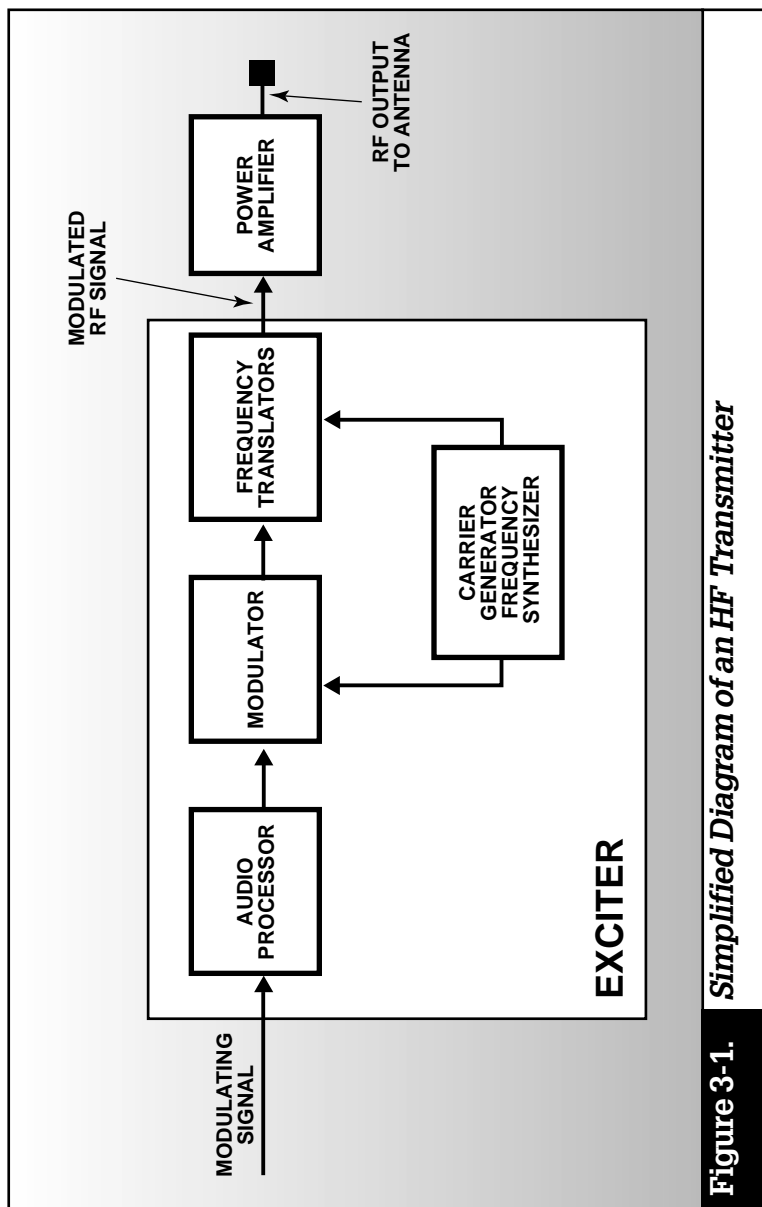 MODULATING
SIGNAL
AUDIO
PROCESSOR
MODULATOR
FREQUENCY
TRANSLATORS
MODULATED
RF SIGNAL
POWER
AMPLIFIER
RF OUTPUT
TO ANTENNA
CARRIER
GENERATOR
FREQUENCY
SYNTHESIZER
EXCITER
Figure 3-1. Simplified Diagram of an HF Transmitter